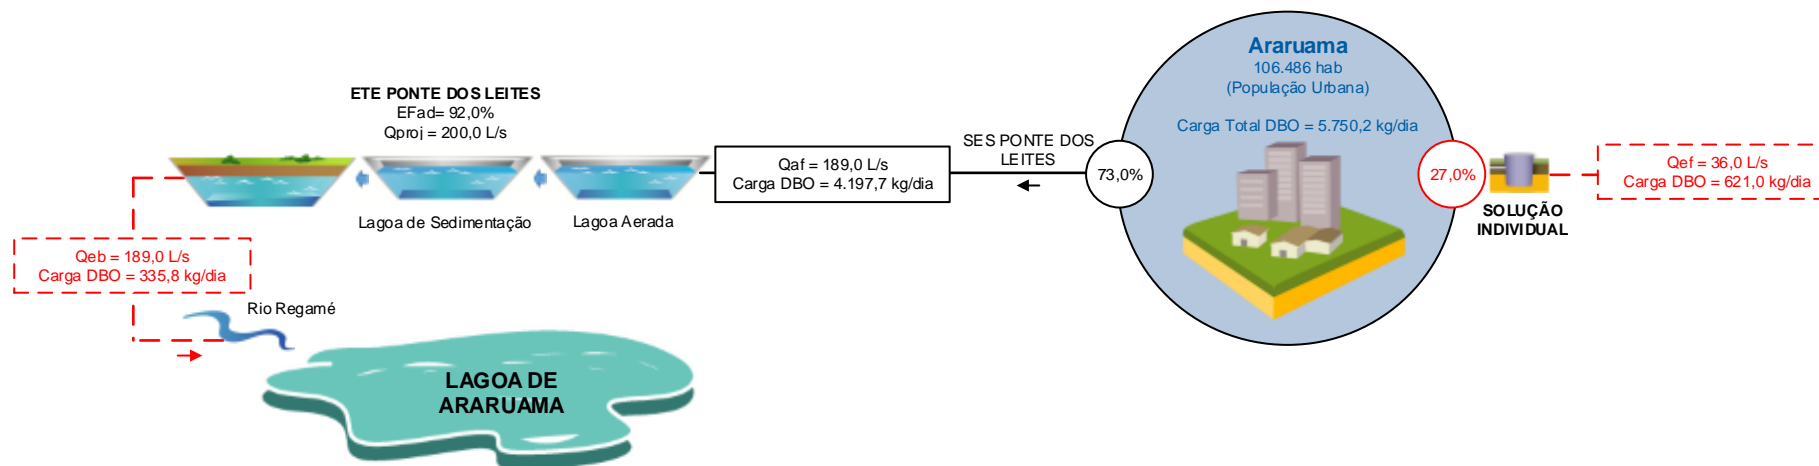 Araruama
106.486 hab
(População Urbana)
Carga Total DBO = 5.750,2 kg/dia
ETE PONTE DOS LEITES
EFad= 92,0%
Qproj = 200,0 L/s
SES PONTE DOS
LEITES
Qaf = 189,0 L/s
Carga DBO = 4.197,7 kg/dia
73,0%
27,0%
Qef = 36,0 L/s
Carga DBO = 621,0 kg/dia
SOLUÇÃO
INDIVIDUAL
Lagoa de Sedimentação
Lagoa Aerada
Qeb = 189,0 L/s
Carga DBO = 335,8 kg/dia
Rio Regamé
LAGOA DE
ARARUAMA